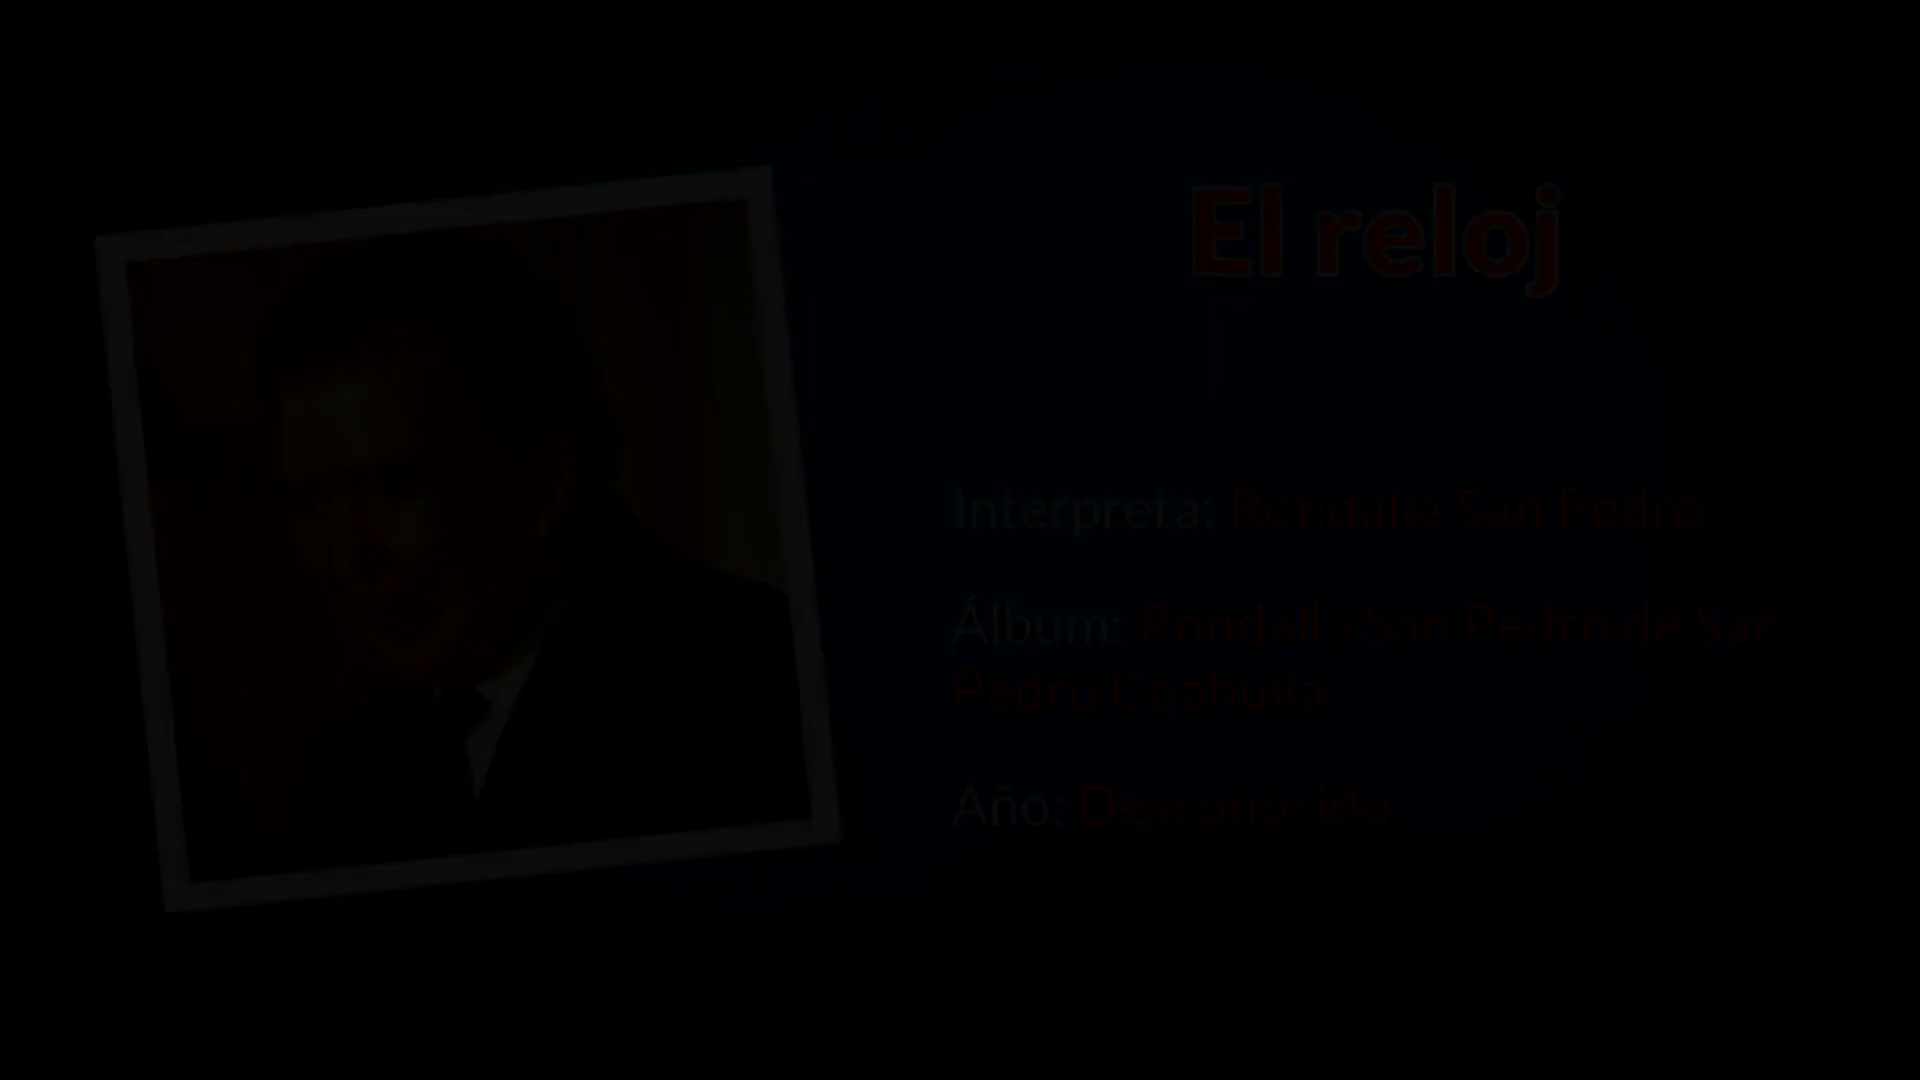 El reloj
Interpreta: Rondalla San Pedro
Álbum: Rondalla San Pedro de San
Pedro Coahuila
Año: Desconocido